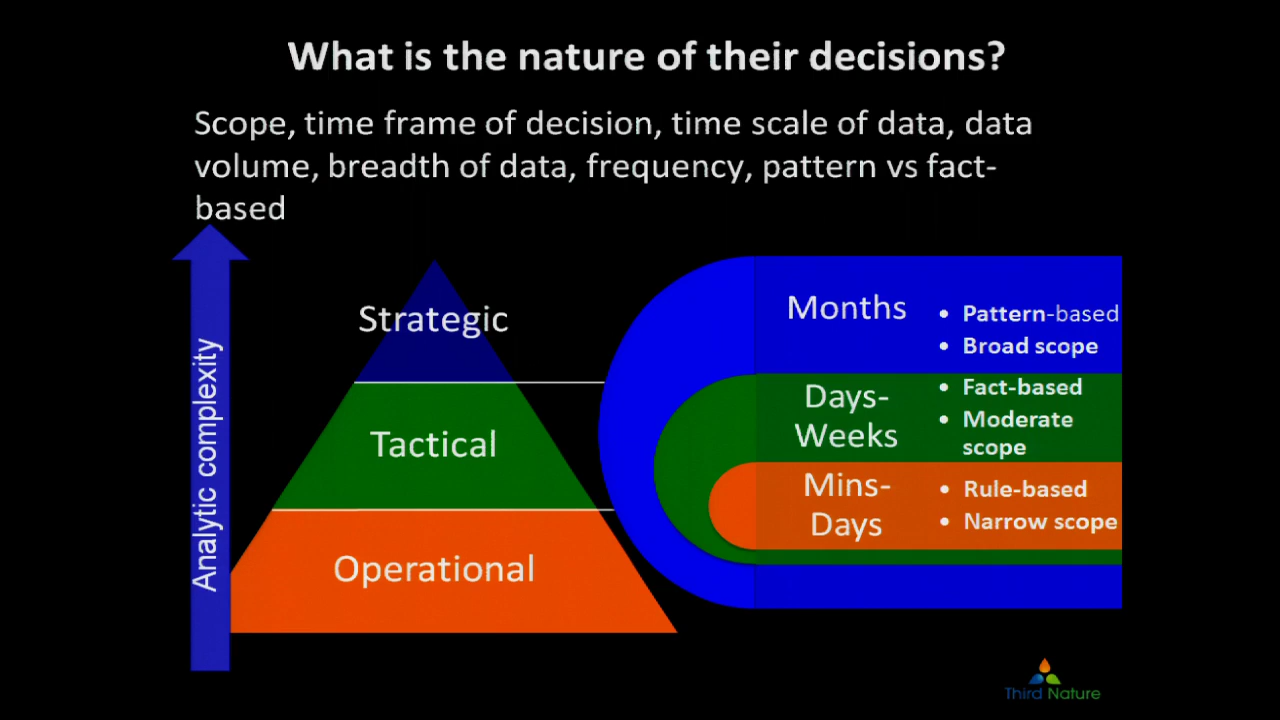 What is the nature of their decisions?
Scope, time frame of decision, time scale of data, data
volume, breadth of data, frequency, pattern vs fact-
based
Analytic complexity
Strategic
Tactical
Operational
Months
• Pattern-based
• Broad scope
Days-
Weeks
• Fact-based
• Moderate
scope
Mins-
Days
• Rule-based
• Narrow scope
Third Nature